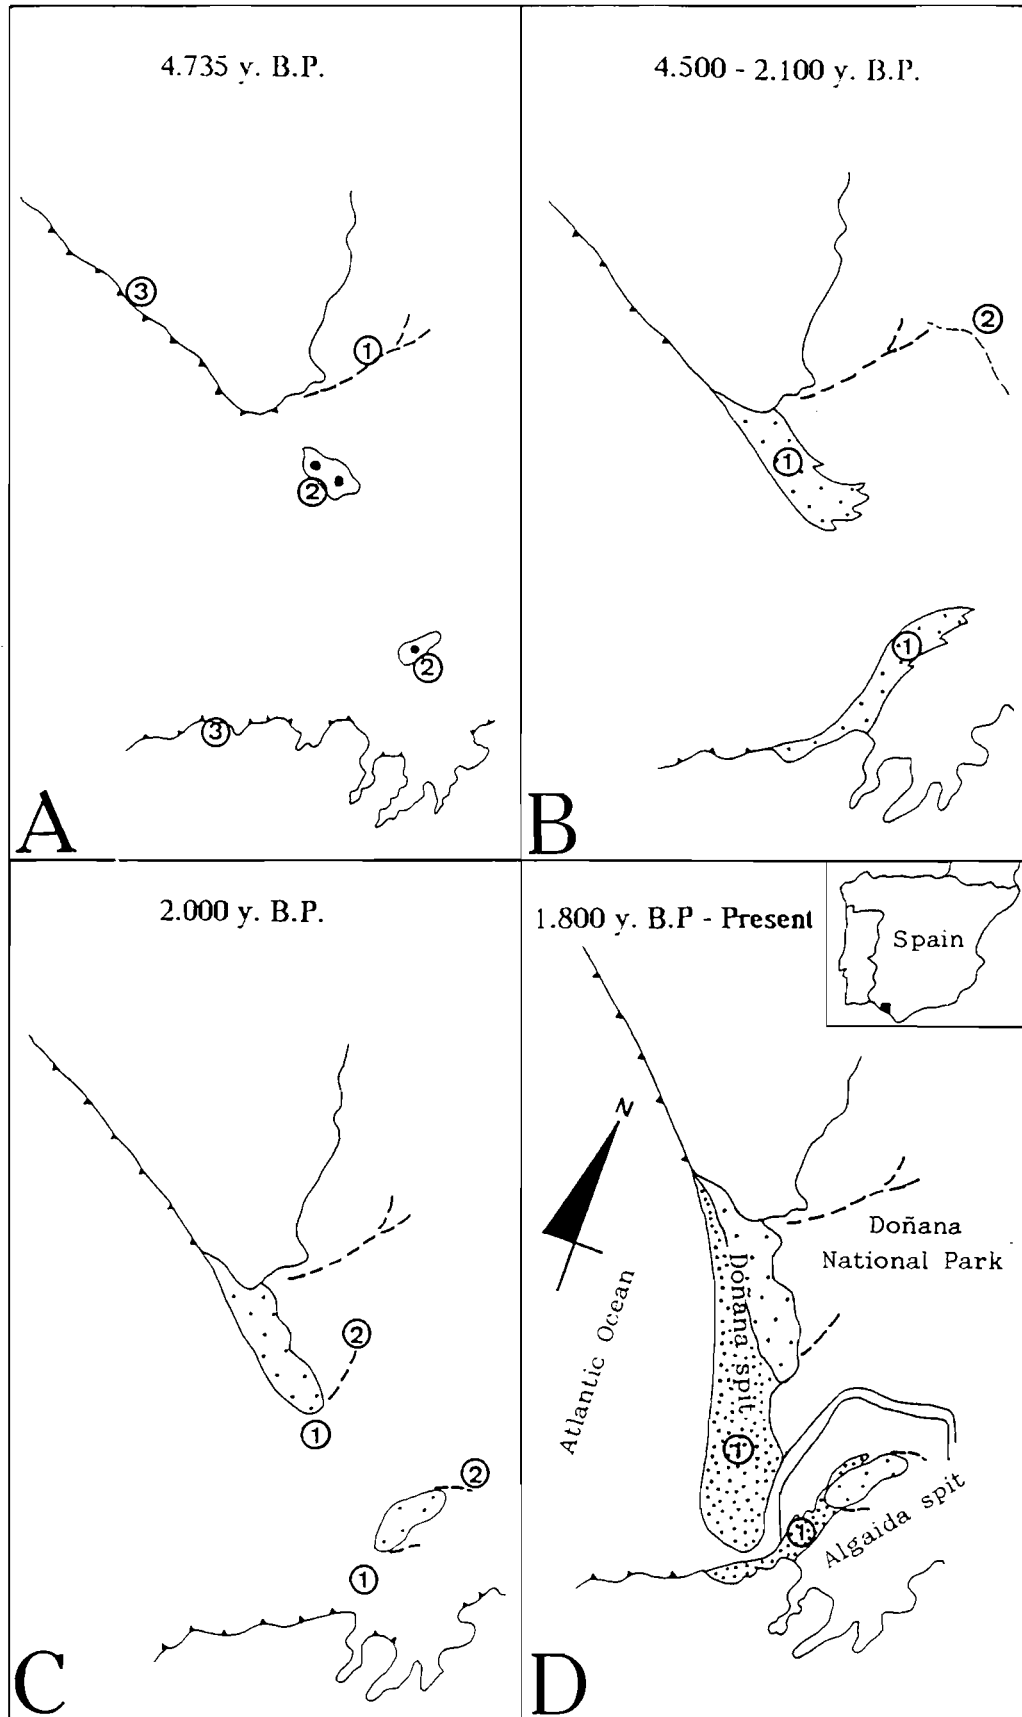 4.735 y. B.P.
3
1
2
2
3
A
4.500 - 2.100 y. B.P.
2
1
1
B
2.000 y. B.P.
2
1
2
1
C
1.800 y. B.P - Present
Spain
N
Doñana
National Park
Atlantic Ocean
Doñana spit
1
1
Algaida spit
D